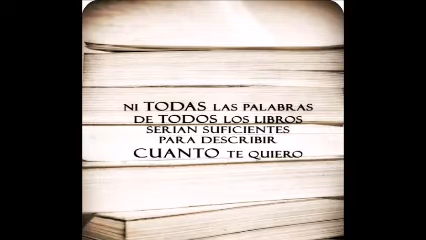 NI TODAS LAS PALABRAS
DE TODOS LOS LIBROS
SERIAN SUFICIENTES
PARA DESCRIBIR
CUANTO TE QUIERO